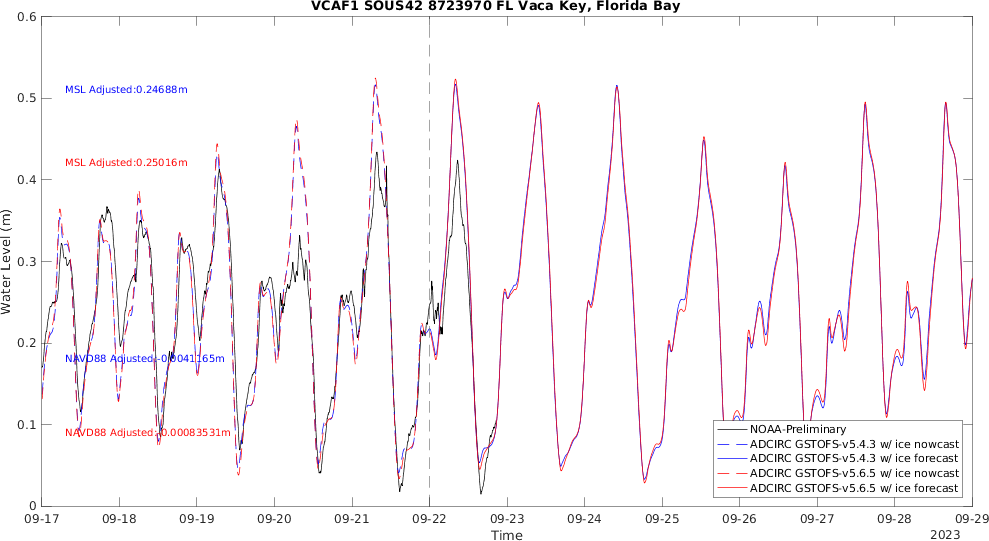 VCAF1 SOUS42 8723970 FL Vaca Key, Florida Bay
0.6
0.5
0.4
0.3
0.2
0.1
0
Water Level (m)
MSL Adjusted:0.24688m
MSL Adjusted:0.25016m
NAVD88 Adjusted:-0.0041165m
NAVD88 Adjusted:-0.00083531m
NOAA-Preliminary
ADCIRC GSTOFS-v5.4.3 w/ ice nowcast
ADCIRC GSTOFS-v5.4.3 w/ ice forecast
ADCIRC GSTOFS-v5.6.5 w/ ice nowcast
ADCIRC GSTOFS-v5.6.5 w/ ice forecast
09-17 09-18 09-19 09-20 09-21 09-22 09-23 09-24 09-25 09-26 09-27 09-28 09-29
Time
2023